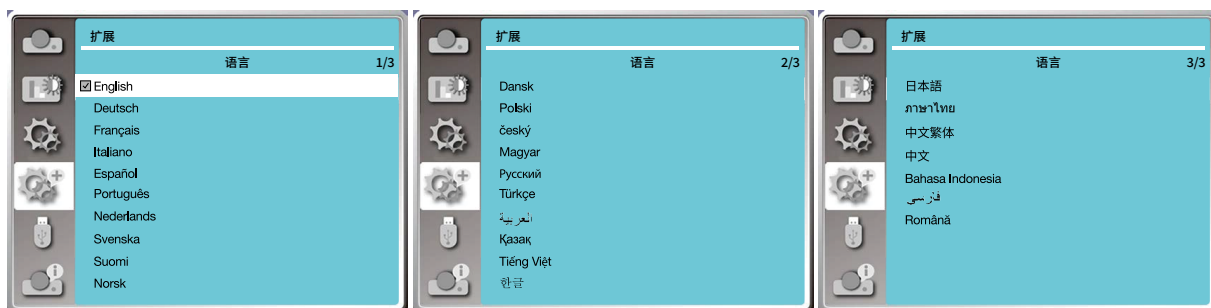 扩展
语言 1/3
English
Deutsch
Français
Italiano
Español
Português
Nederlands
Svenska
Suomi
Norsk
扩展
语言 2/3
Dansk
Polski
český
Magyar
Русский
Türkçe
العربية
Қазақ
Tiếng Việt
한글
扩展
语言 3/3
日本語
ภาษาไทย
中文繁体
中文
Bahasa Indonesia
فارسی
Română